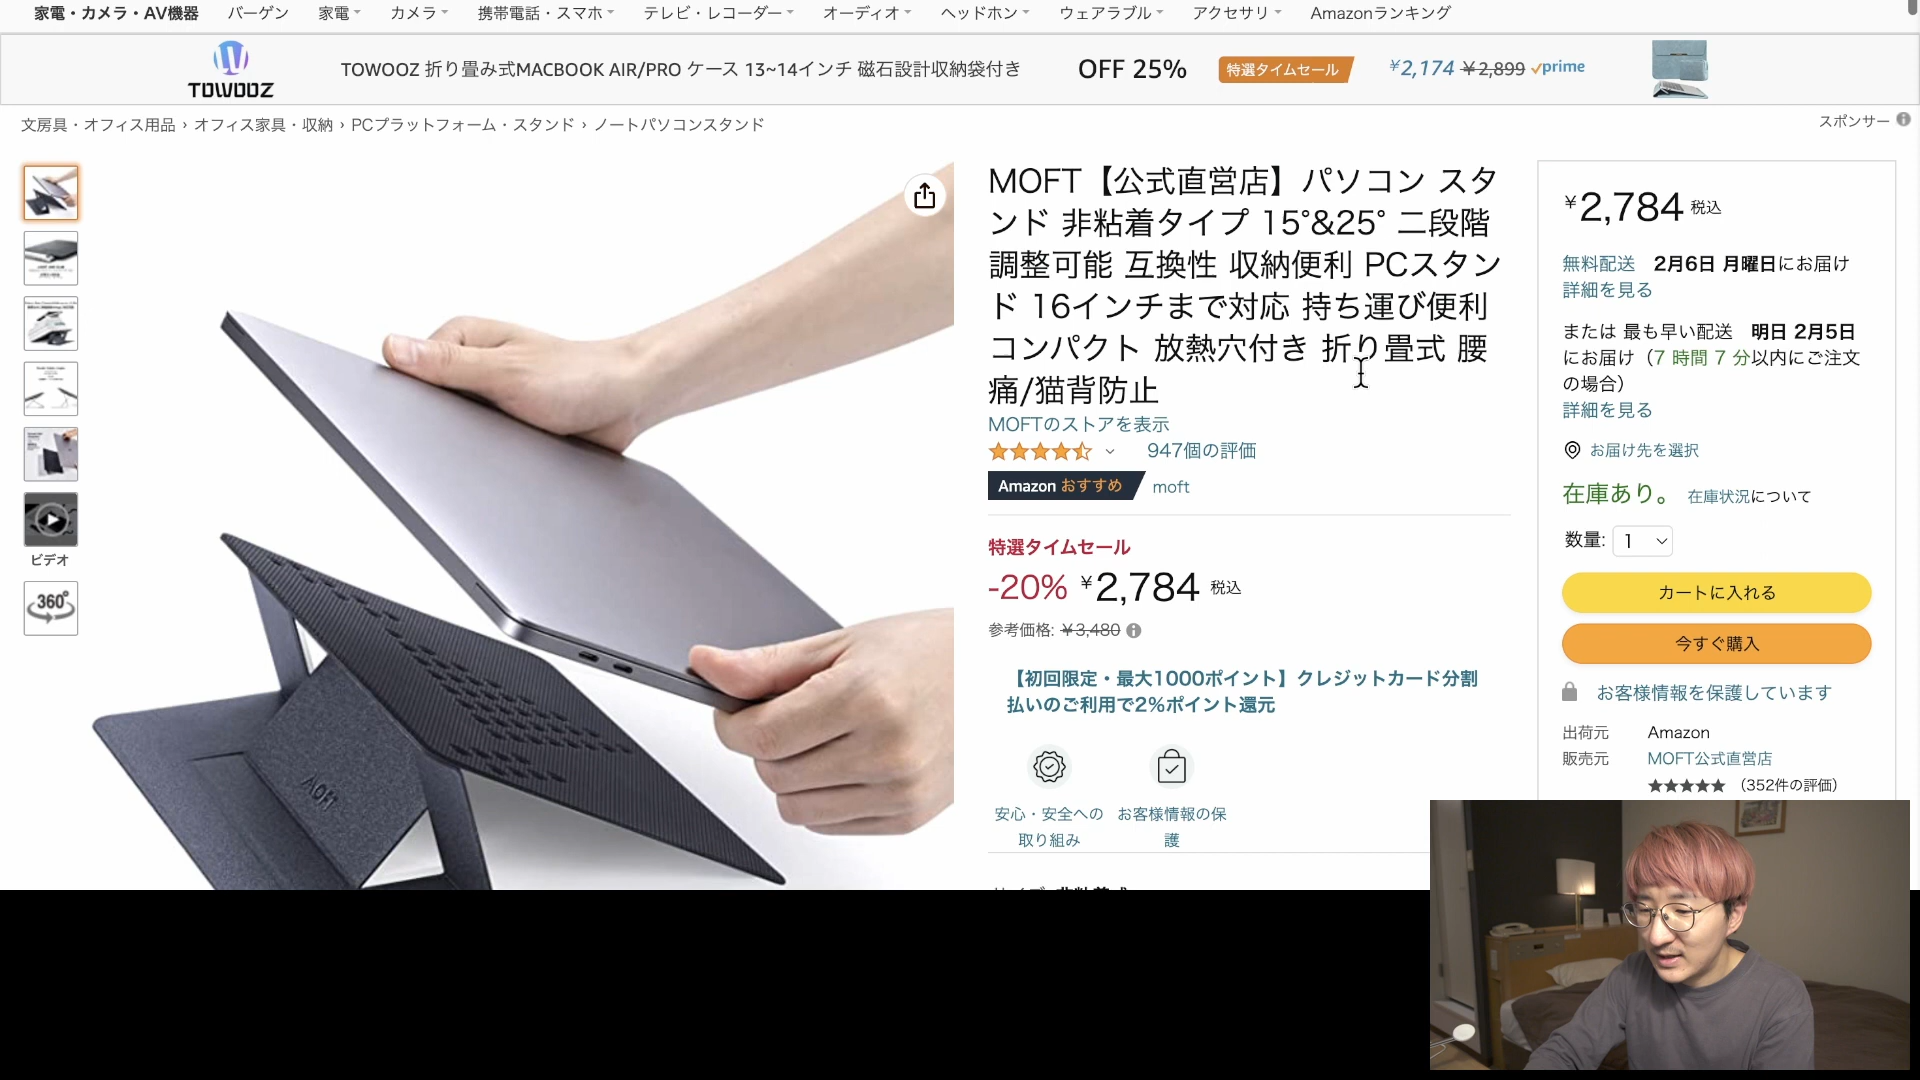 家電・カメラ・AV機器 バーゲン 家電 カメラ 携帯電話・スマホ テレビ・レコーダー オーディオ ヘッドホン ウェアラブル アクセサリ Amazonランキング
TOWOOZ
TOWOOZ 折り畳み式MACBOOK AIR/PRO ケース 13~14インチ 磁石設計収納袋付き OFF 25% 特選タイムセール ¥2,174 ¥2,899 prime
文房具・オフィス用品 › オフィス家具・収納 › PCプラットフォーム・スタンド › ノートパソコンスタンド
スポンサー
ビデオ
360°
MOFT
MOFT【公式直営店】パソコン スタ
ンド 非粘着タイプ 15°&25° 二段階
調整可能 互換性 収納便利 PCスタン
ド 16インチまで対応 持ち運び便利
コンパクト 放熱穴付き 折り畳式 腰
痛/猫背防止
MOFTのストアを表示
947個の評価
Amazon おすすめ moft
特選タイムセール
-20% ¥2,784 税込
参考価格: ¥3,480
【初回限定・最大1000ポイント】クレジットカード分割
払いのご利用で2%ポイント還元
安心・安全への
取り組み
お客様情報の保
護
¥2,784 税込
無料配送 2月6日 月曜日にお届け
詳細を見る
または 最も早い配送 明日 2月5日
にお届け（7 時間 7 分以内にご注文
の場合）
詳細を見る
お届け先を選択
在庫あり。 在庫状況について
数量: 1
カートに入れる
今すぐ購入
お客様情報を保護しています
出荷元 Amazon
販売元 MOFT公式直営店
（352件の評価）